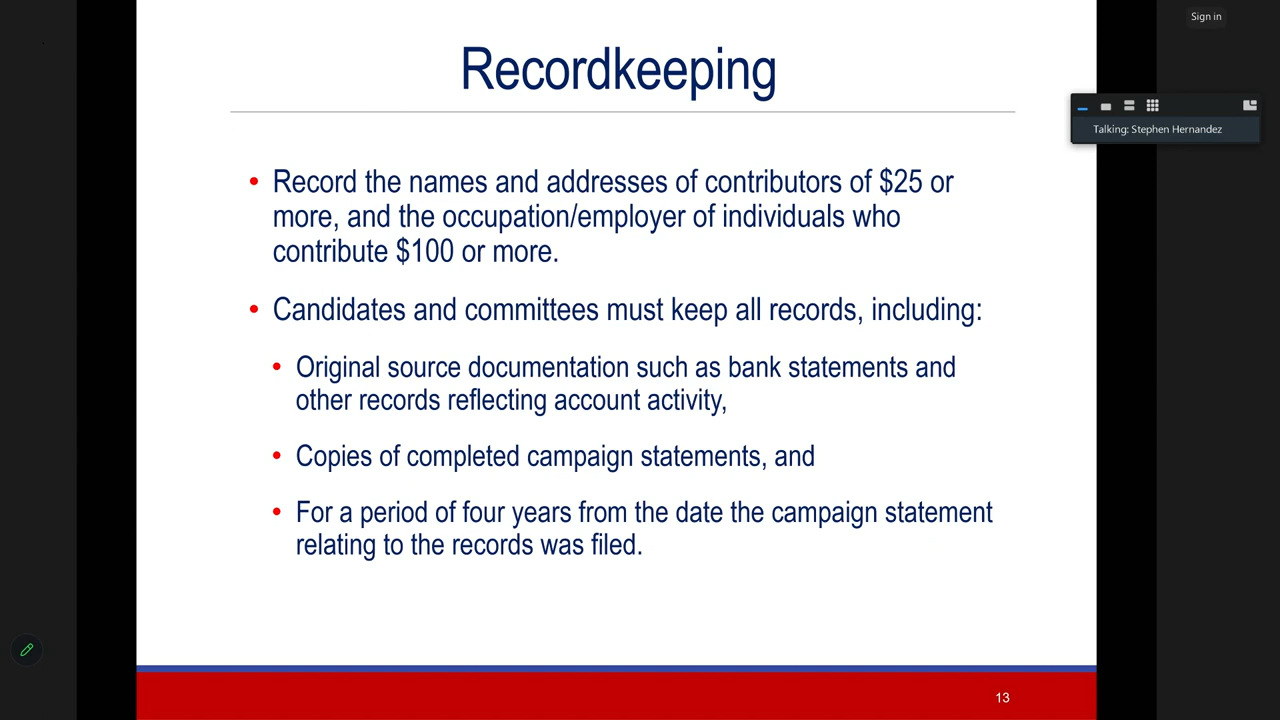 Sign in
Recordkeeping
Talking: Stephen Hernandez
• Record the names and addresses of contributors of $25 or
more, and the occupation/employer of individuals who
contribute $100 or more.
• Candidates and committees must keep all records, including:
• Original source documentation such as bank statements and
other records reflecting account activity,
• Copies of completed campaign statements, and
• For a period of four years from the date the campaign statement
relating to the records was filed.
13